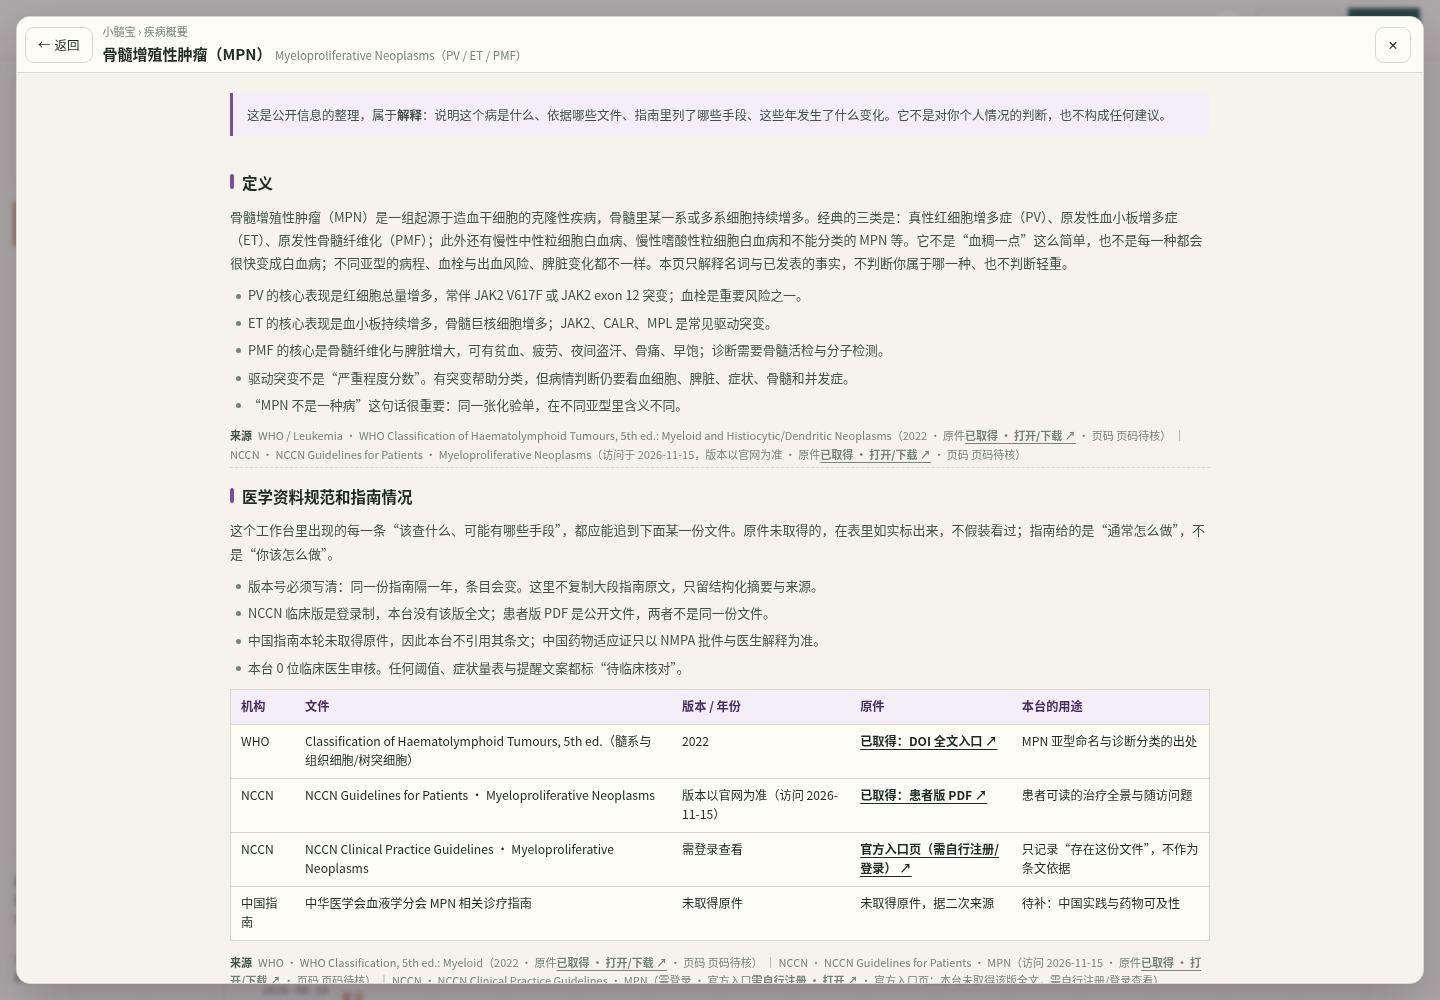 ← 返回
小髓宝 › 疾病概要
骨髓增殖性肿瘤（MPN） Myeloproliferative Neoplasms（PV / ET / PMF）
×
这是公开信息的整理，属于解释：说明这个病是什么、依据哪些文件、指南里列了哪些手段、这些年发生了什么变化。它不是对你个人情况的判断，也不构成任何建议。
定义
骨髓增殖性肿瘤（MPN）是一组起源于造血干细胞的克隆性疾病，骨髓里某一系或多系细胞持续增多。经典的三类是：真性红细胞增多症（PV）、原发性血小板增多症
（ET）、原发性骨髓纤维化（PMF）；此外还有慢性中性粒细胞白血病、慢性嗜酸性粒细胞白血病和不能分类的 MPN 等。它不是“血稠一点”这么简单，也不是每一种都会
很快变成白血病；不同亚型的病程、血栓与出血风险、脾脏变化都不一样。本页只解释名词与已发表的事实，不判断你属于哪一种、也不判断轻重。
PV 的核心表现是红细胞总量增多，常伴 JAK2 V617F 或 JAK2 exon 12 突变；血栓是重要风险之一。
ET 的核心表现是血小板持续增多，骨髓巨核细胞增多；JAK2、CALR、MPL 是常见驱动突变。
PMF 的核心是骨髓纤维化与脾脏增大，可有贫血、疲劳、夜间盗汗、骨痛、早饱；诊断需要骨髓活检与分子检测。
驱动突变不是“严重程度分数”。有突变帮助分类，但病情判断仍要看血细胞、脾脏、症状、骨髓和并发症。
“MPN 不是一种病”这句话很重要：同一张化验单，在不同亚型里含义不同。
来源 WHO / Leukemia · WHO Classification of Haematolymphoid Tumours, 5th ed.: Myeloid and Histiocytic/Dendritic Neoplasms（2022 · 原件已取得 · 打开/下载 ↗ · 页码 页码待核） ｜
NCCN · NCCN Guidelines for Patients · Myeloproliferative Neoplasms（访问于 2026-11-15，版本以官网为准 · 原件已取得 · 打开/下载 ↗ · 页码 页码待核）
医学资料规范和指南情况
这个工作台里出现的每一条“该查什么、可能有哪些手段”，都应能追到下面某一份文件。原件未取得的，在表里如实标出来，不假装看过；指南给的是“通常怎么做”，不
是“你该怎么做”。
版本号必须写清：同一份指南隔一年，条目会变。这里不复制大段指南原文，只留结构化摘要与来源。
NCCN 临床版是登录制，本台没有该版全文；患者版 PDF 是公开文件，两者不是同一份文件。
中国指南本轮未取得原件，因此本台不引用其条文；中国药物适应证只以 NMPA 批件与医生解释为准。
本台 0 位临床医生审核。任何阈值、症状量表与提醒文案都标“待临床核对”。
机构 文件 版本 / 年份 原件 本台的用途
WHO Classification of Haematolymphoid Tumours, 5th ed.（髓系与 2022 已取得：DOI 全文入口 ↗ MPN 亚型命名与诊断分类的出处
组织细胞/树突细胞）
NCCN NCCN Guidelines for Patients · Myeloproliferative Neoplasms 版本以官网为准（访问 2026- 已取得：患者版 PDF ↗ 患者可读的治疗全景与随访问题
11-15）
NCCN NCCN Clinical Practice Guidelines · Myeloproliferative 需登录查看 官方入口页（需自行注册/ 只记录“存在这份文件”，不作为
Neoplasms 登录） ↗ 条文依据
中国指 中华医学会血液学分会 MPN 相关诊疗指南 未取得原件 未取得原件，据二次来源 待补：中国实践与药物可及性
南
来源 WHO · WHO Classification, 5th ed.: Myeloid（2022 · 原件已取得 · 打开/下载 ↗ · 页码 页码待核） ｜ NCCN · NCCN Guidelines for Patients · MPN（访问 2026-11-15 · 原件已取得 · 打
开/下载 ↗ · 页码 页码待核） ｜ NCCN · NCCN Clinical Practice Guidelines · MPN（需登录 · 官方入口需自行注册 · 打开 ↗ · 官方入口页；本台未取得该版全文，需自行注册/登录查看）